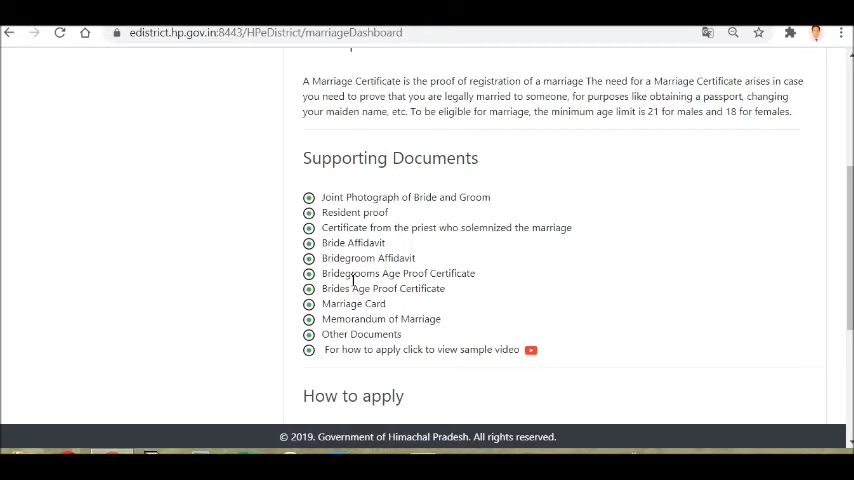 edistrict.hp.gov.in:8443/HPeDistrict/marriageDashboard
A Marriage Certificate is the proof of registration of a marriage The need for a Marriage Certificate arises in case
you need to prove that you are legally married to someone, for purposes like obtaining a passport, changing
your maiden name, etc. To be eligible for marriage, the minimum age limit is 21 for males and 18 for females.
Supporting Documents
Joint Photograph of Bride and Groom
Resident proof
Certificate from the priest who solemnized the marriage
Bride Affidavit
Bridegroom Affidavit
Bridegrooms Age Proof Certificate
Brides Age Proof Certificate
Marriage Card
Memorandum of Marriage
Other Documents
For how to apply click to view sample video
How to apply
© 2019. Government of Himachal Pradesh. All rights reserved.